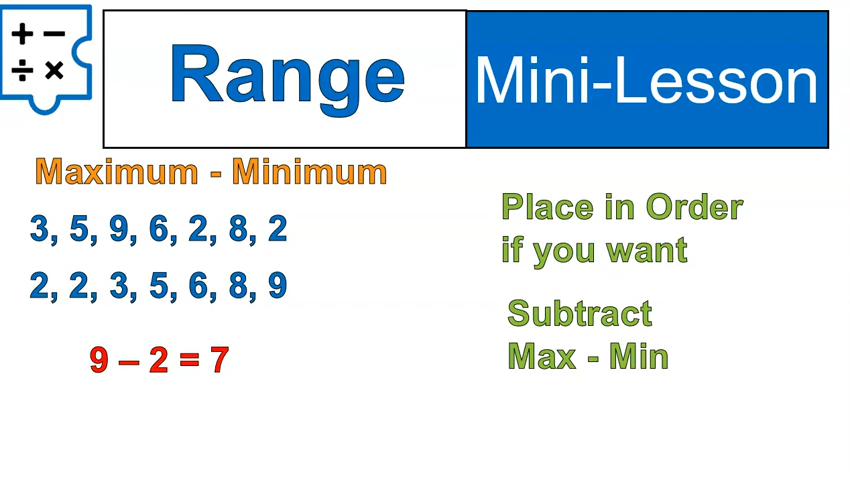 + −
÷ ×
Range
Mini-Lesson
Maximum - Minimum
3, 5, 9, 6, 2, 8, 2
2, 2, 3, 5, 6, 8, 9
9 – 2 = 7
Place in Order
if you want
Subtract
Max - Min